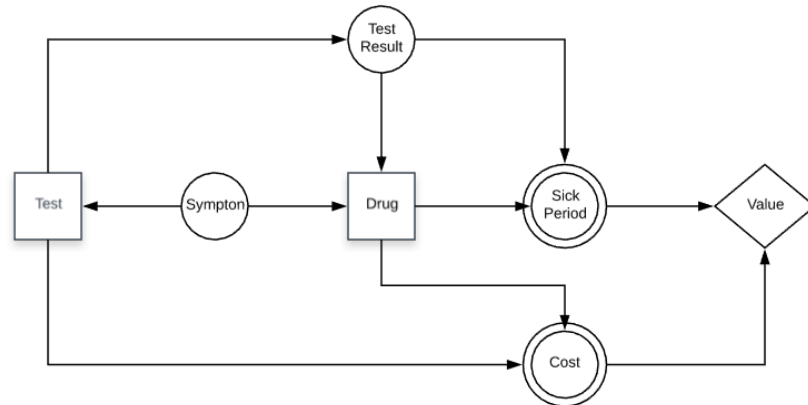 Test
Result
Test
Sympton
Drug
Sick
Period
Value
Cost